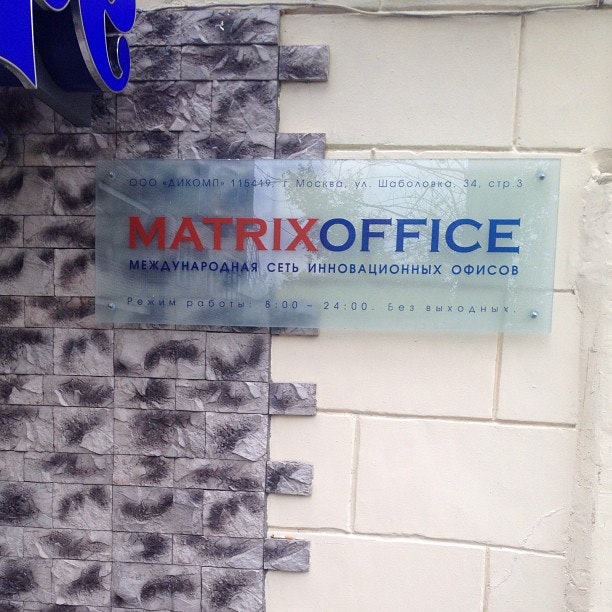 ООО «ДИКОМП» 115419. г. Москва, ул. Шаболовка. 34, стр.3
MATRIXOFFICE
МЕЖДУНАРОДНАЯ СЕТЬ ИННОВАЦИОННЫХ ОФИСОВ
Режим работы: 8:00 – 24:00. Без выходных.